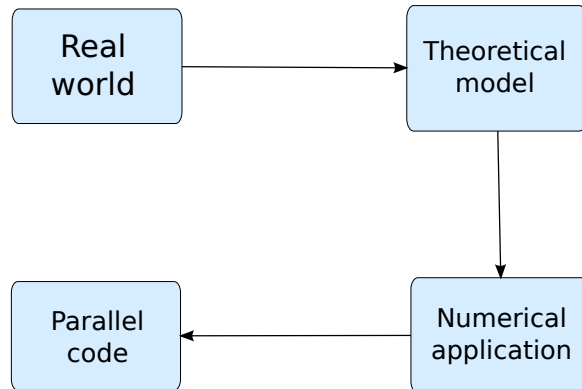 Real
world
Theoretical
model
Numerical
application
Parallel
code